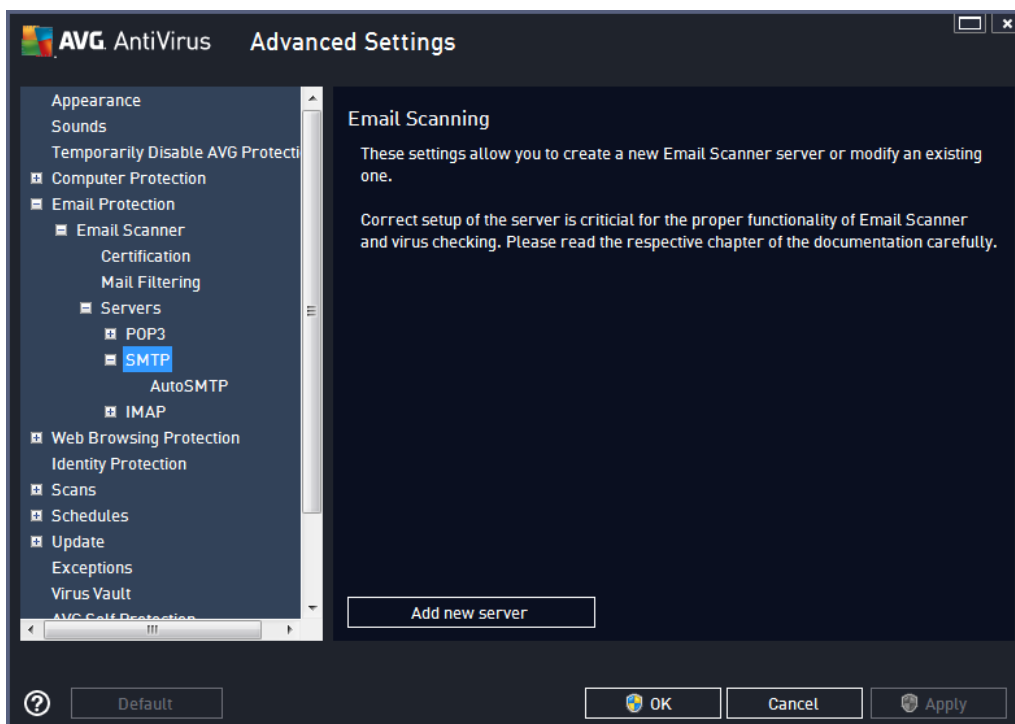 AVG. AntiVirus Advanced Settings
Appearance
Sounds
Temporarily Disable AVG Protecti
Computer Protection
Email Protection
Email Scanner
Certification
Mail Filtering
Servers
POP3
SMTP
AutoSMTP
IMAP
Web Browsing Protection
Identity Protection
Scans
Schedules
Update
Exceptions
Virus Vault
AVG Self Protection
Email Scanning
These settings allow you to create a new Email Scanner server or modify an existing
one.
Correct setup of the server is criticial for the proper functionality of Email Scanner
and virus checking. Please read the respective chapter of the documentation carefully.
Add new server
Default
OK
Cancel
Apply